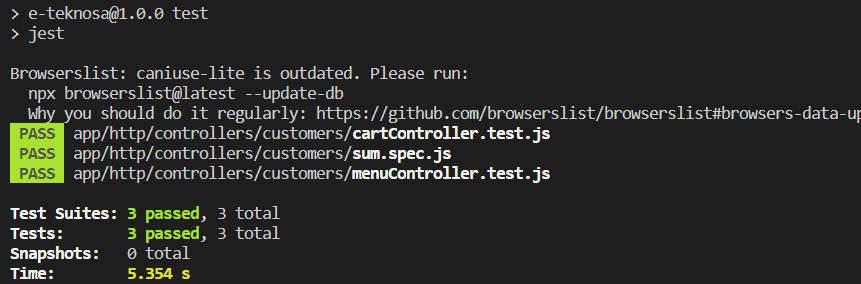 > e-teknosa@1.0.0 test
> jest
Browserslist: caniuse-lite is outdated. Please run:
npx browserslist@latest --update-db
Why you should do it regularly: https://github.com/browserslist/browserslist#browsers-data-up
PASS app/http/controllers/customers/cartController.test.js
PASS app/http/controllers/customers/sum.spec.js
PASS app/http/controllers/customers/menuController.test.js
Test Suites: 3 passed, 3 total
Tests: 3 passed, 3 total
Snapshots: 0 total
Time: 5.354 s